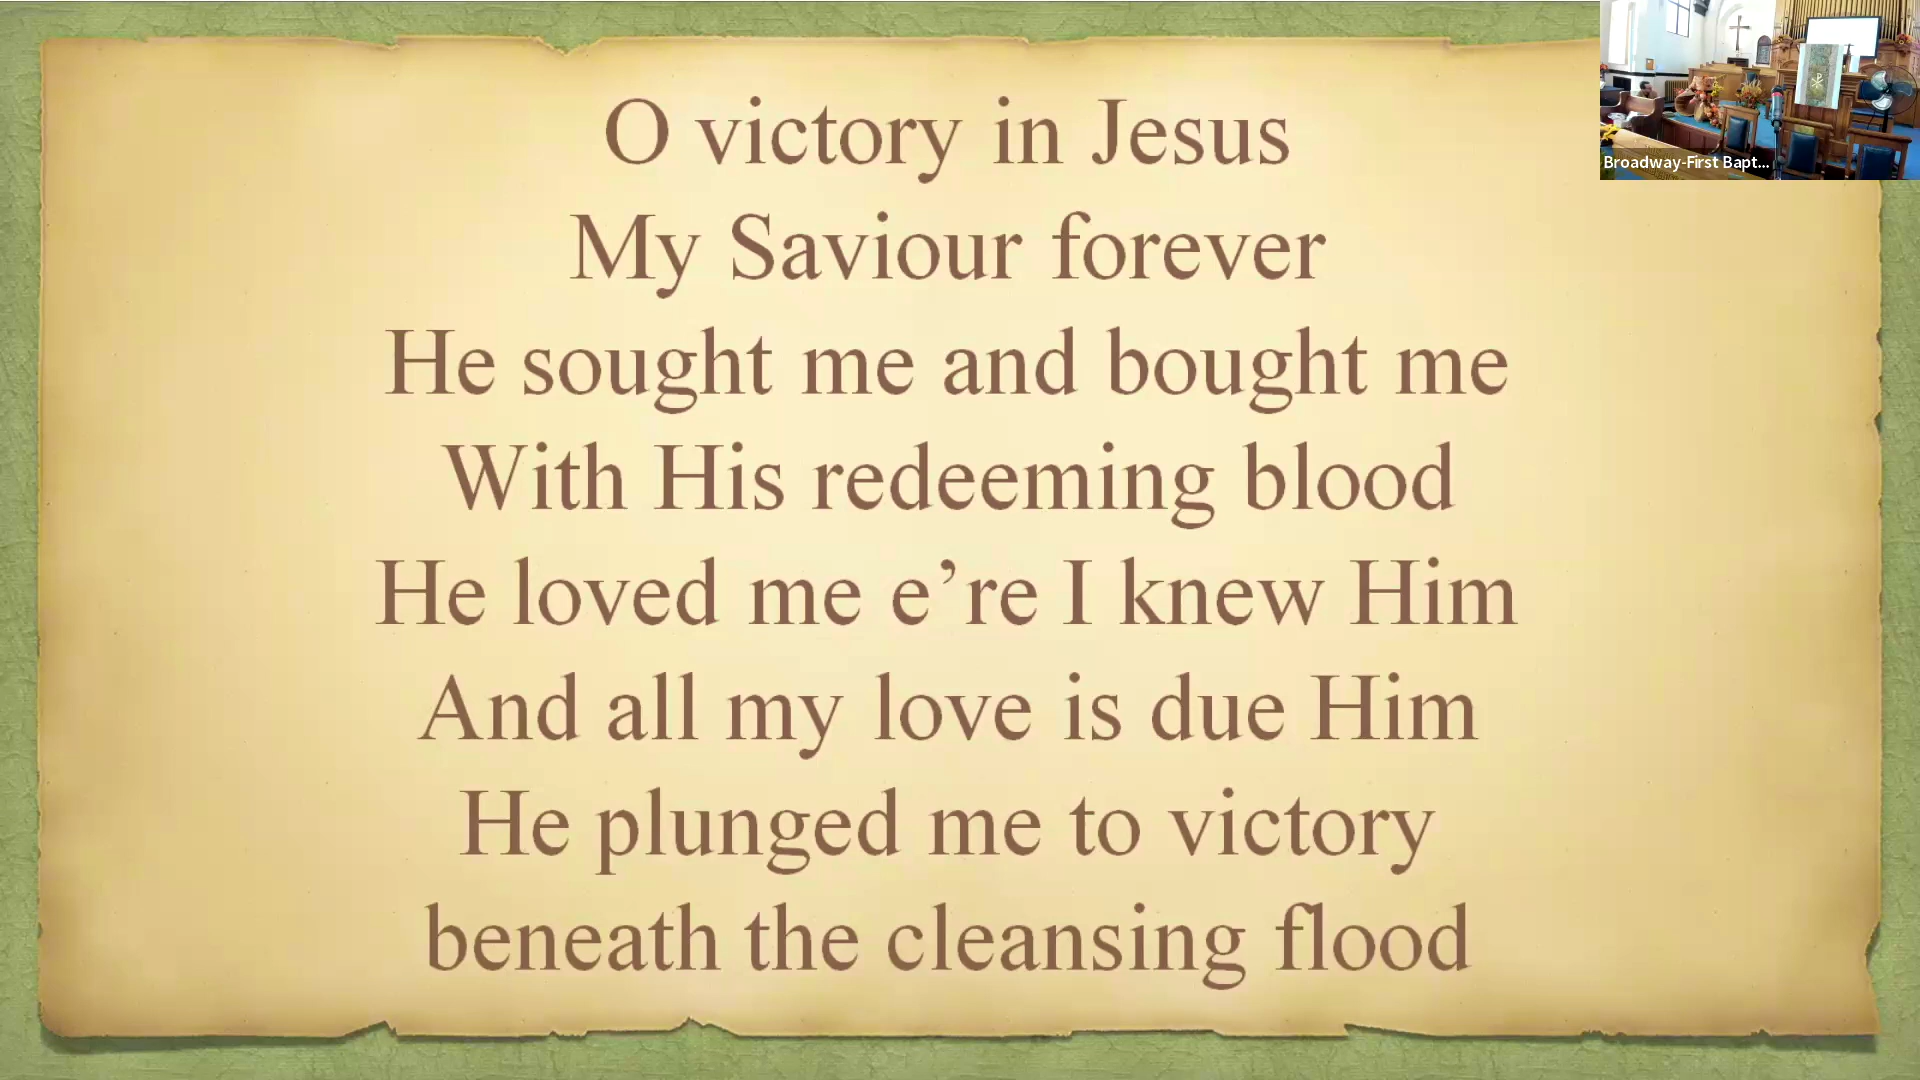 O victory in Jesus
My Saviour forever
He sought me and bought me
With His redeeming blood
He loved me e’re I knew Him
And all my love is due Him
He plunged me to victory
beneath the cleansing flood
Broadway-First Bapt...